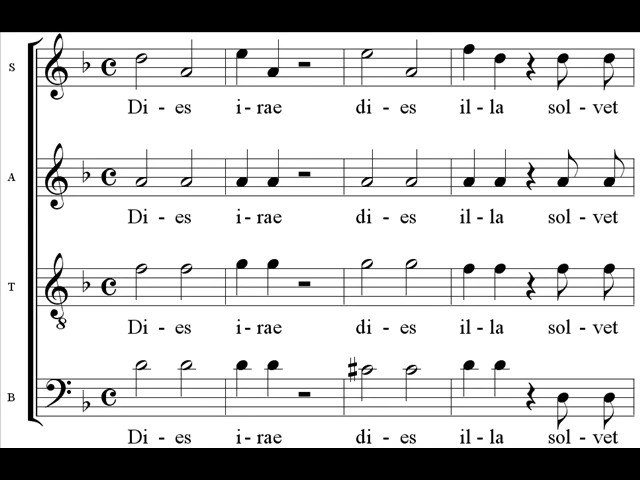 S
Di - es i - rae di - es il - la sol - vet
A
Di - es i - rae di - es il - la sol - vet
T
8
Di - es i - rae di - es il - la sol - vet
B
Di - es i - rae di - es il - la sol - vet